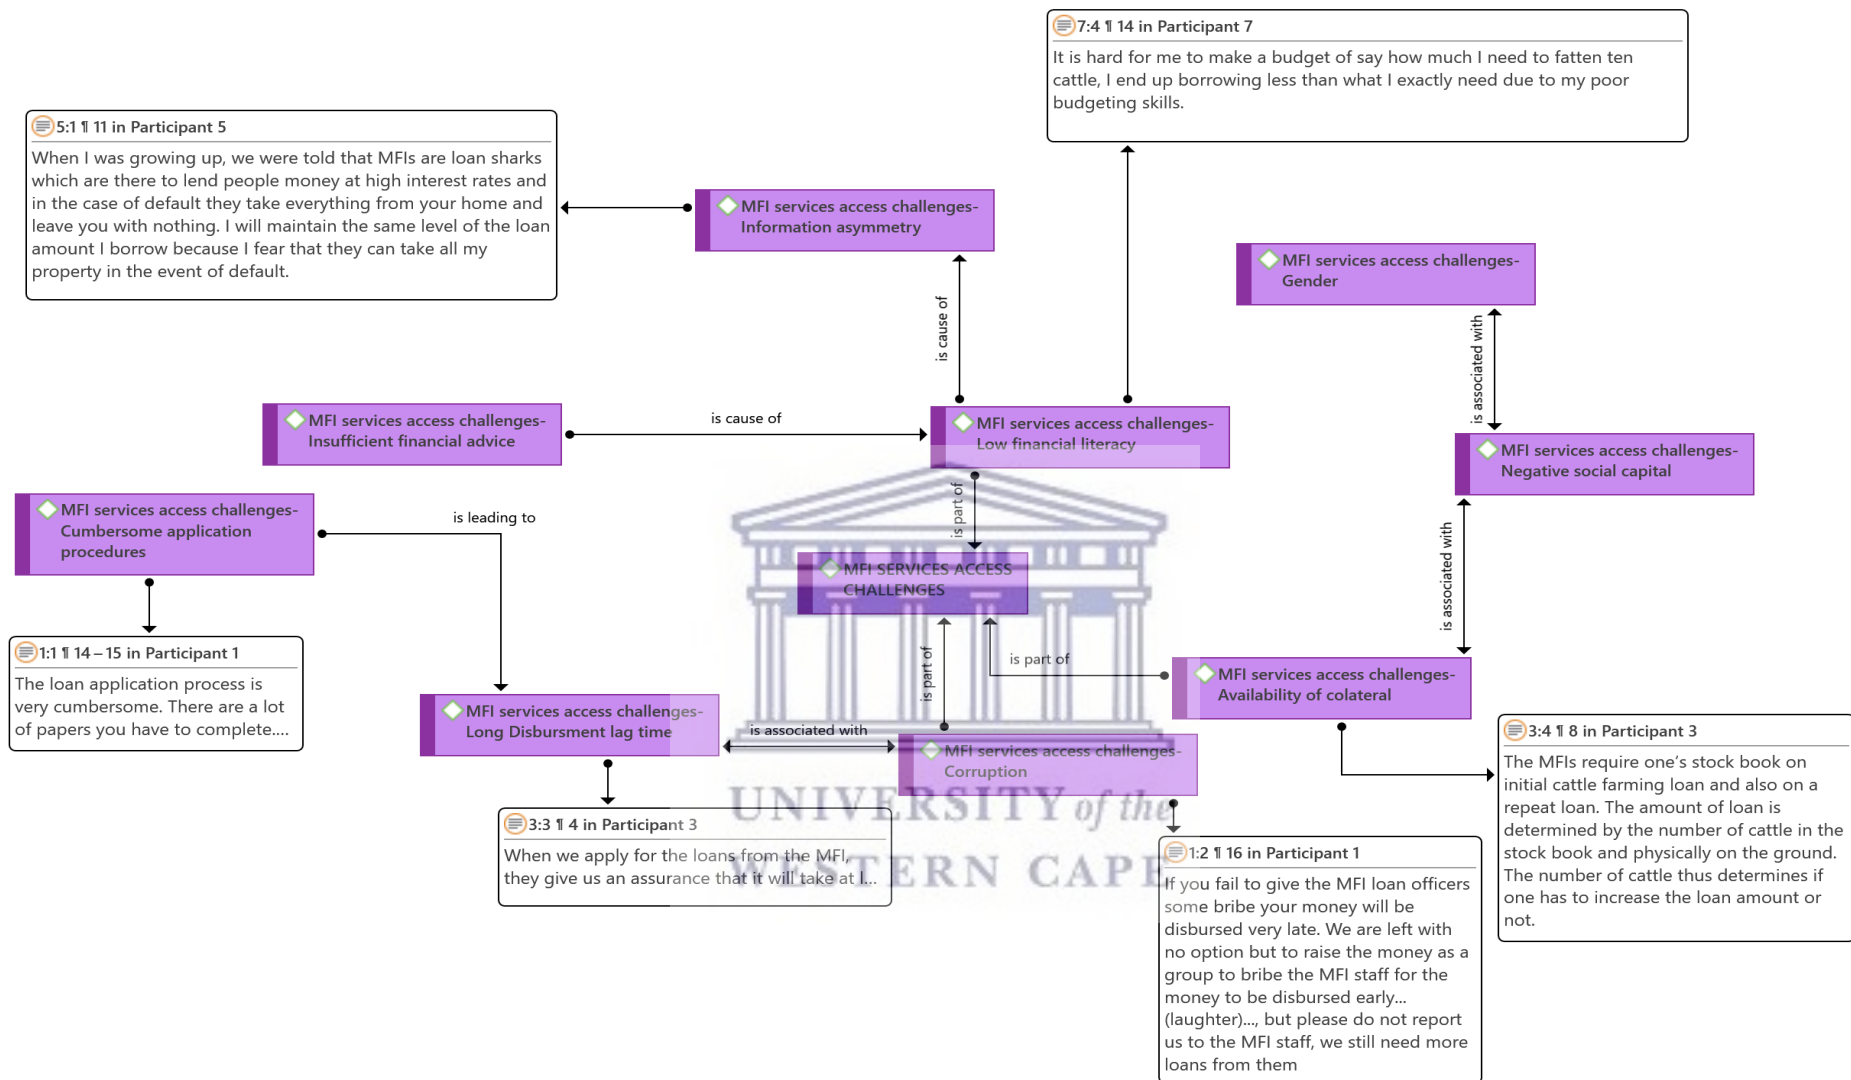 7:4 ¶ 14 in Participant 7
It is hard for me to make a budget of say how much I need to fatten ten
cattle, I end up borrowing less than what I exactly need due to my poor
budgeting skills.
5:1 ¶ 11 in Participant 5
When I was growing up, we were told that MFIs are loan sharks
which are there to lend people money at high interest rates and
in the case of default they take everything from your home and
leave you with nothing. I will maintain the same level of the loan
amount I borrow because I fear that they can take all my
property in the event of default.
MFI services access challenges-
Information asymmetry
MFI services access challenges-
Gender
is cause of
is associated with
MFI services access challenges-
Insufficient financial advice
is cause of
MFI services access challenges-
Low financial literacy
MFI services access challenges-
Negative social capital
MFI services access challenges-
Cumbersome application
procedures
is leading to
is part of
is associated with
MFI SERVICES ACCESS
CHALLENGES
1:1 ¶ 14 – 15 in Participant 1
The loan application process is
very cumbersome. There are a lot
of papers you have to complete....
is part of
is part of
MFI services access challenges-
Availability of colateral
MFI services access challenges-
Long Disbursment lag time
is associated with
MFI services access challenges-
Corruption
3:4 ¶ 8 in Participant 3
The MFIs require one’s stock book on
initial cattle farming loan and also on a
repeat loan. The amount of loan is
determined by the number of cattle in the
stock book and physically on the ground.
The number of cattle thus determines if
one has to increase the loan amount or
not.
3:3 ¶ 4 in Participant 3
When we apply for the loans from the MFI,
they give us an assurance that it will take at l...
UNIVERSITY of the
WESTERN CAPE
1:2 ¶ 16 in Participant 1
If you fail to give the MFI loan officers
some bribe your money will be
disbursed very late. We are left with
no option but to raise the money as a
group to bribe the MFI staff for the
money to be disbursed early...
(laughter)..., but please do not report
us to the MFI staff, we still need more
loans from them